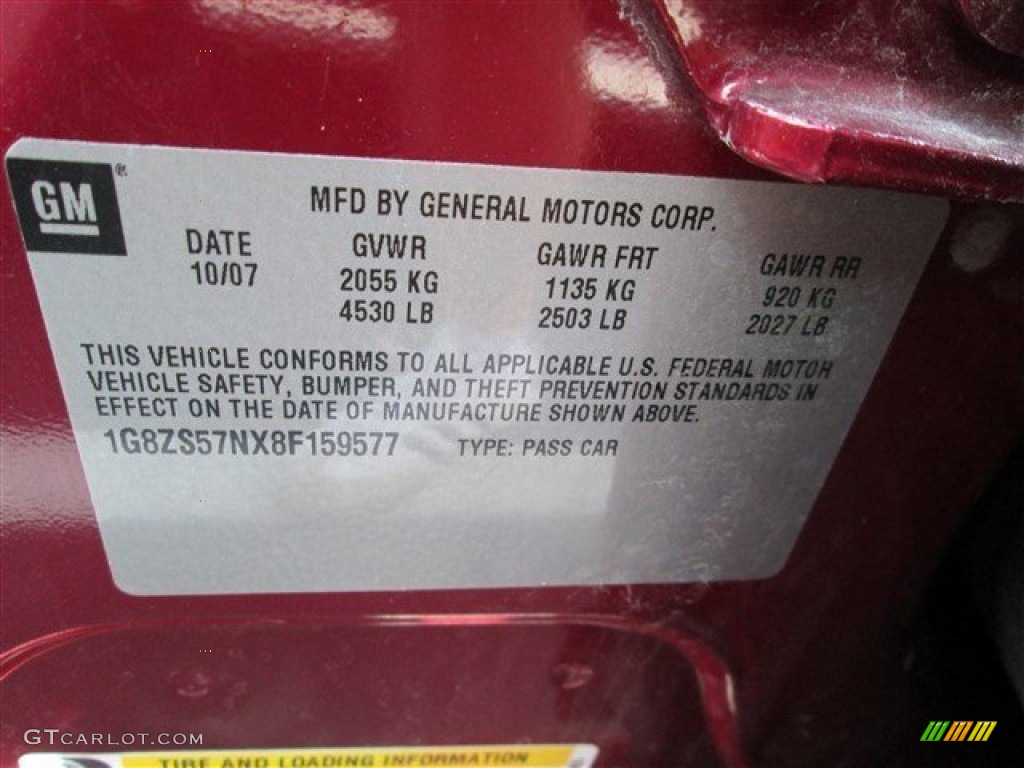 GM ®
MFD BY GENERAL MOTORS CORP.
DATE GVWR GAWR FRT GAWR RR
10/07 2055 KG 1135 KG 920 KG
4530 LB 2503 LB 2027 LB
THIS VEHICLE CONFORMS TO ALL APPLICABLE U.S. FEDERAL MOTOR
VEHICLE SAFETY, BUMPER, AND THEFT PREVENTION STANDARDS IN
EFFECT ON THE DATE OF MANUFACTURE SHOWN ABOVE.
1G8ZS57NX8F159577 TYPE: PASS CAR
GTCARLOT.COM
TIRE AND LOADING INFORMATION